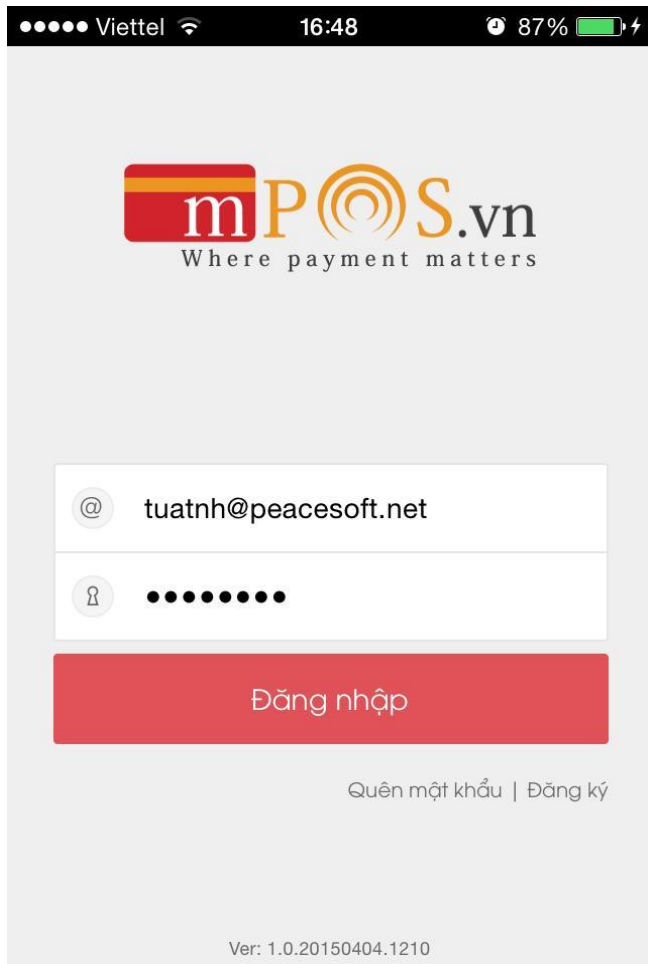 Viettel 16:48 87%
mPOS.vn
Where payment matters
@ tuatnh@peacesoft.net
••••••••
Đăng nhập
Quên mật khẩu | Đăng ký
Ver: 1.0.20150404.1210